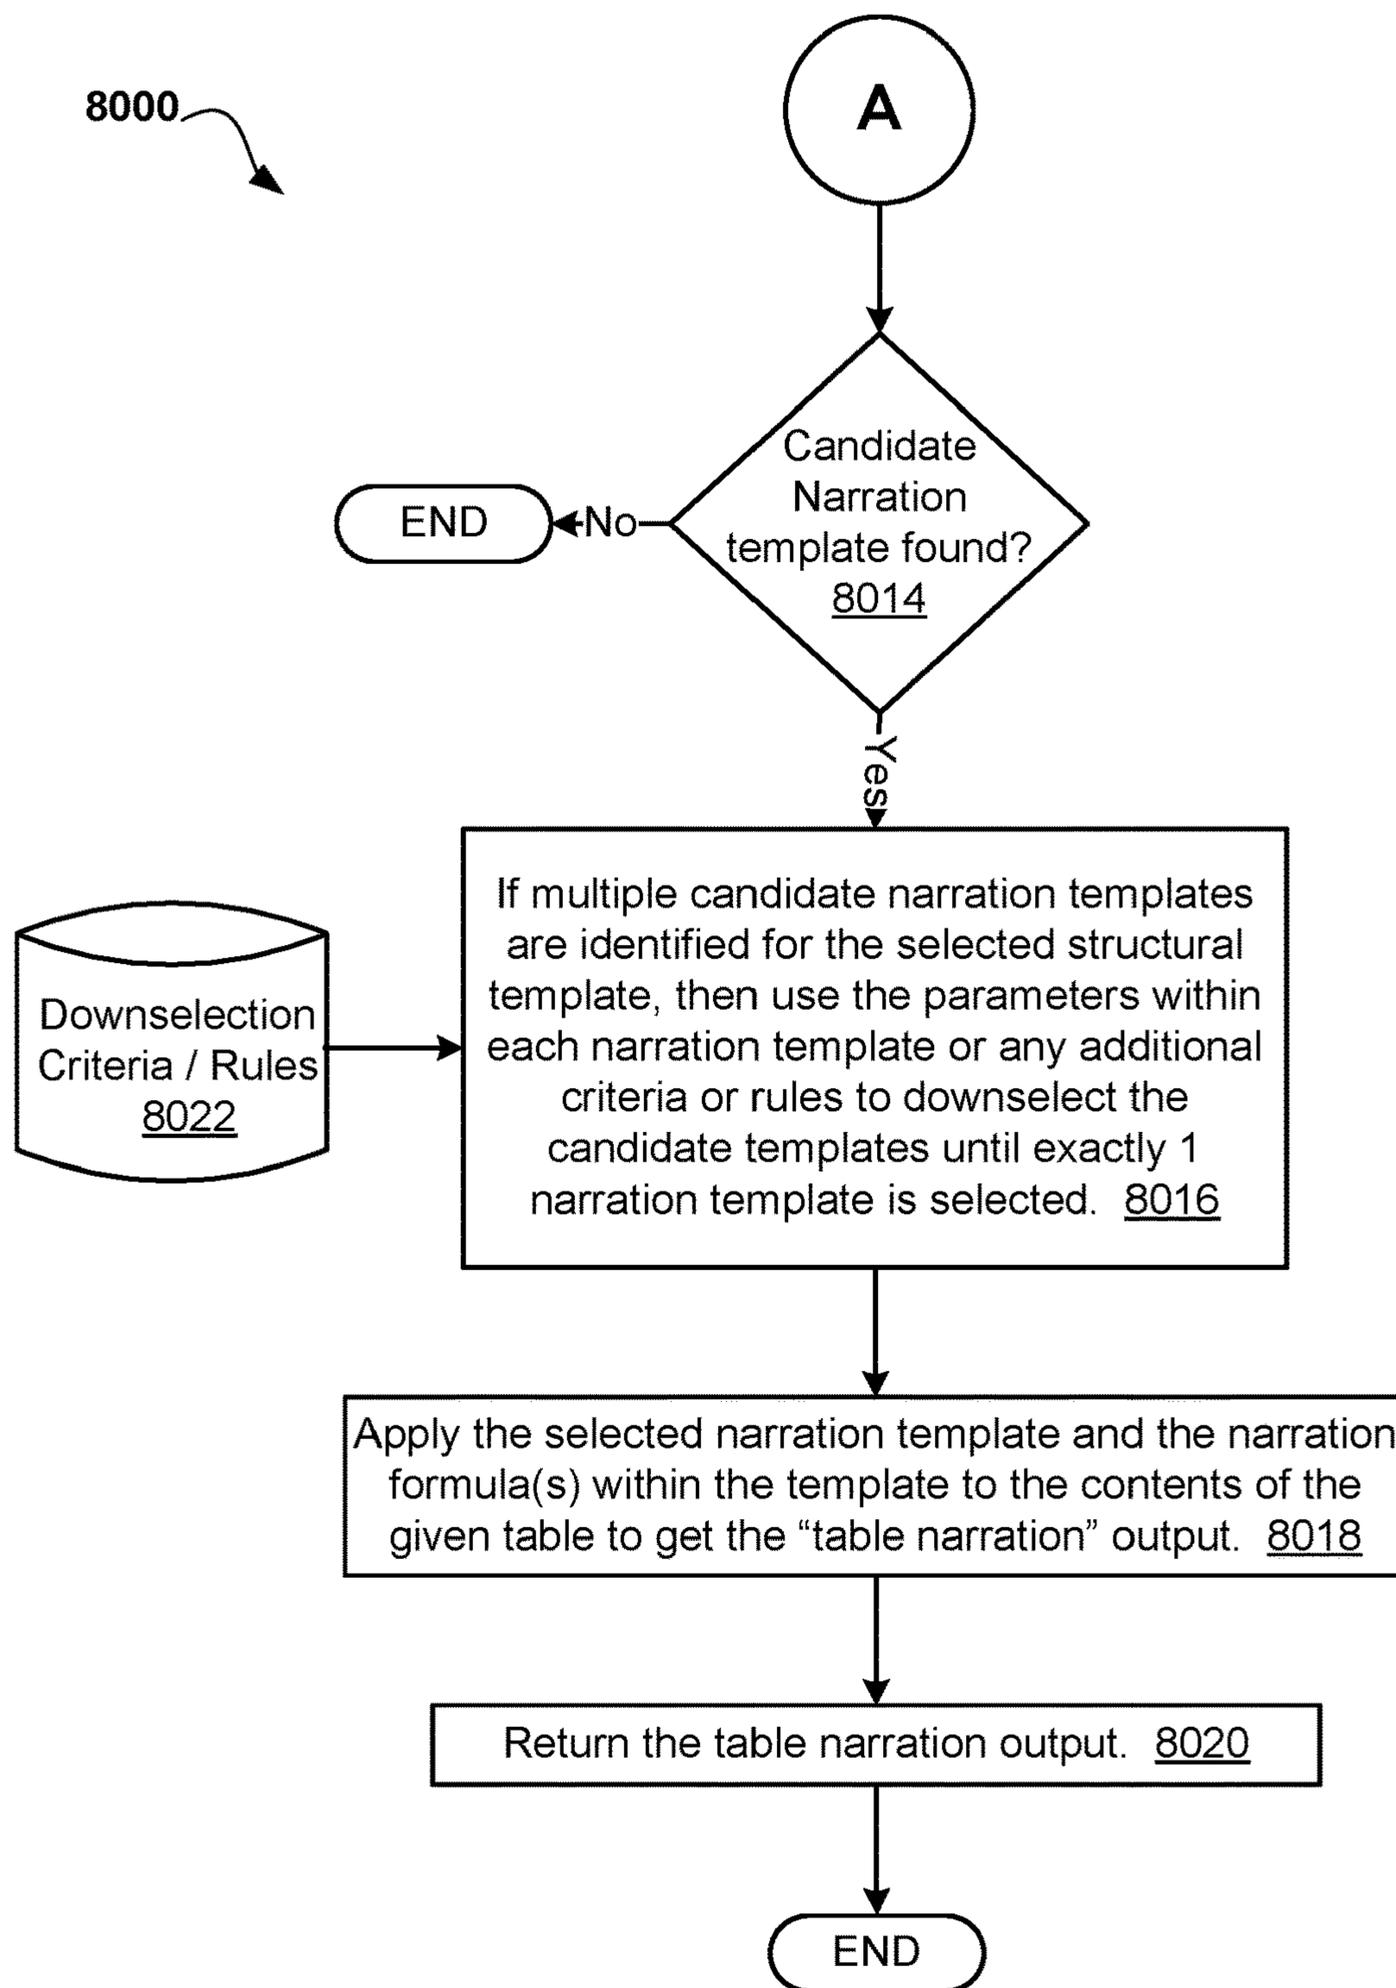 8000
A
Candidate
Narration
template found?
8014
No
END
Yes
If multiple candidate narration templates
are identified for the selected structural
template, then use the parameters within
each narration template or any additional
criteria or rules to downselect the
candidate templates until exactly 1
narration template is selected. 8016
Downselection
Criteria / Rules
8022
Apply the selected narration template and the narration
formula(s) within the template to the contents of the
given table to get the “table narration” output. 8018
Return the table narration output. 8020
END